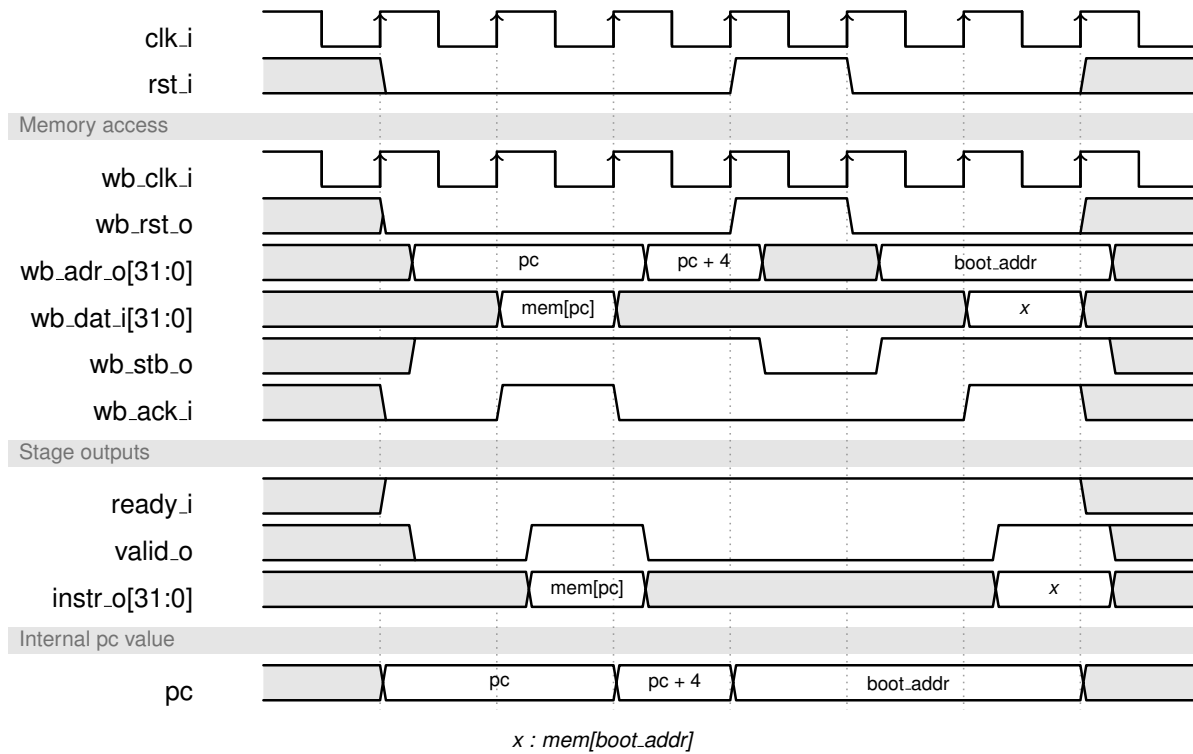 clk_i
rst_i
Memory access
wb_clk_i
wb_rst_o
wb_adr_o[31:0] pc pc + 4 boot_addr
wb_dat_i[31:0] mem[pc] x
wb_stb_o
wb_ack_i
Stage outputs
ready_i
valid_o
instr_o[31:0] mem[pc] x
Internal pc value
pc pc pc + 4 boot_addr
x : mem[boot_addr]